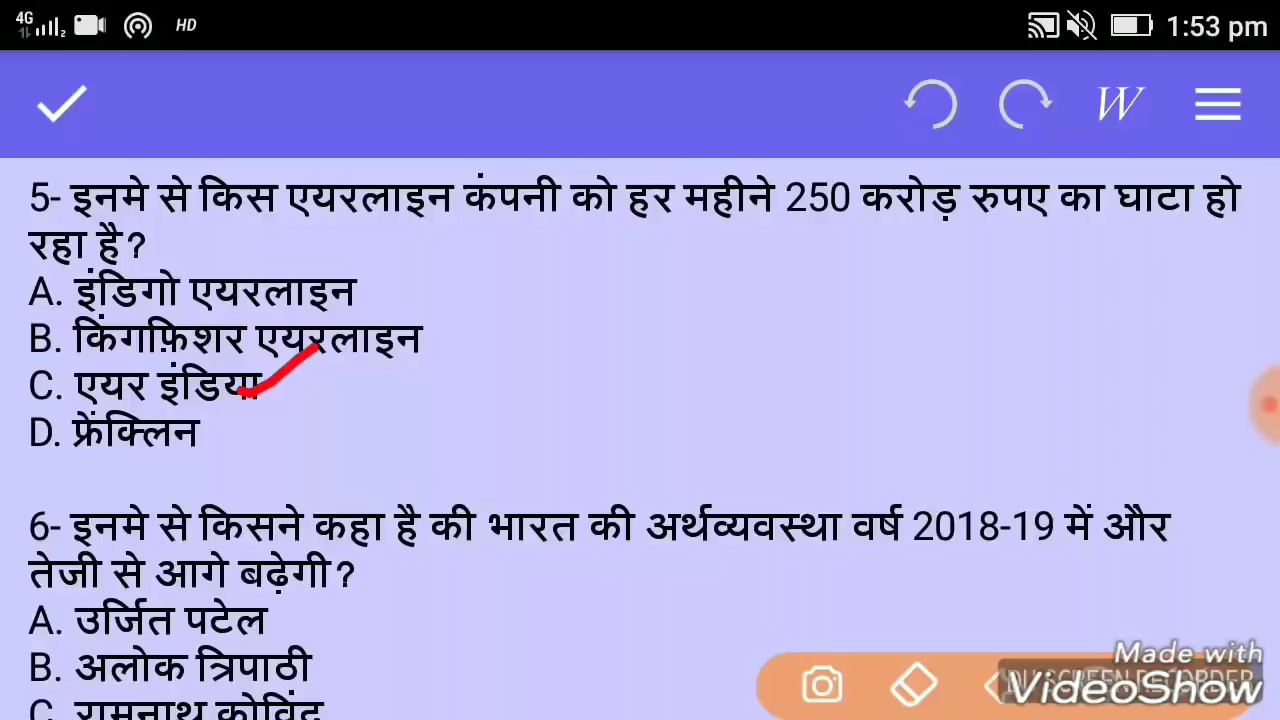 4G 2 HD 1:53 pm
W
5- इनमे से किस एयरलाइन कंपनी को हर महीने 250 करोड़ रुपए का घाटा हो
रहा है?
A. इंडिगो एयरलाइन
B. किंगफ़िशर एयरलाइन
C. एयर इंडिया
D. फ्रेंक्लिन
6- इनमे से किसने कहा है की भारत की अर्थव्यवस्था वर्ष 2018-19 में और
तेजी से आगे बढ़ेगी?
A. उर्जित पटेल
B. अलोक त्रिपाठी
C. रामनाथ कोविंद
Made with
VideoShow